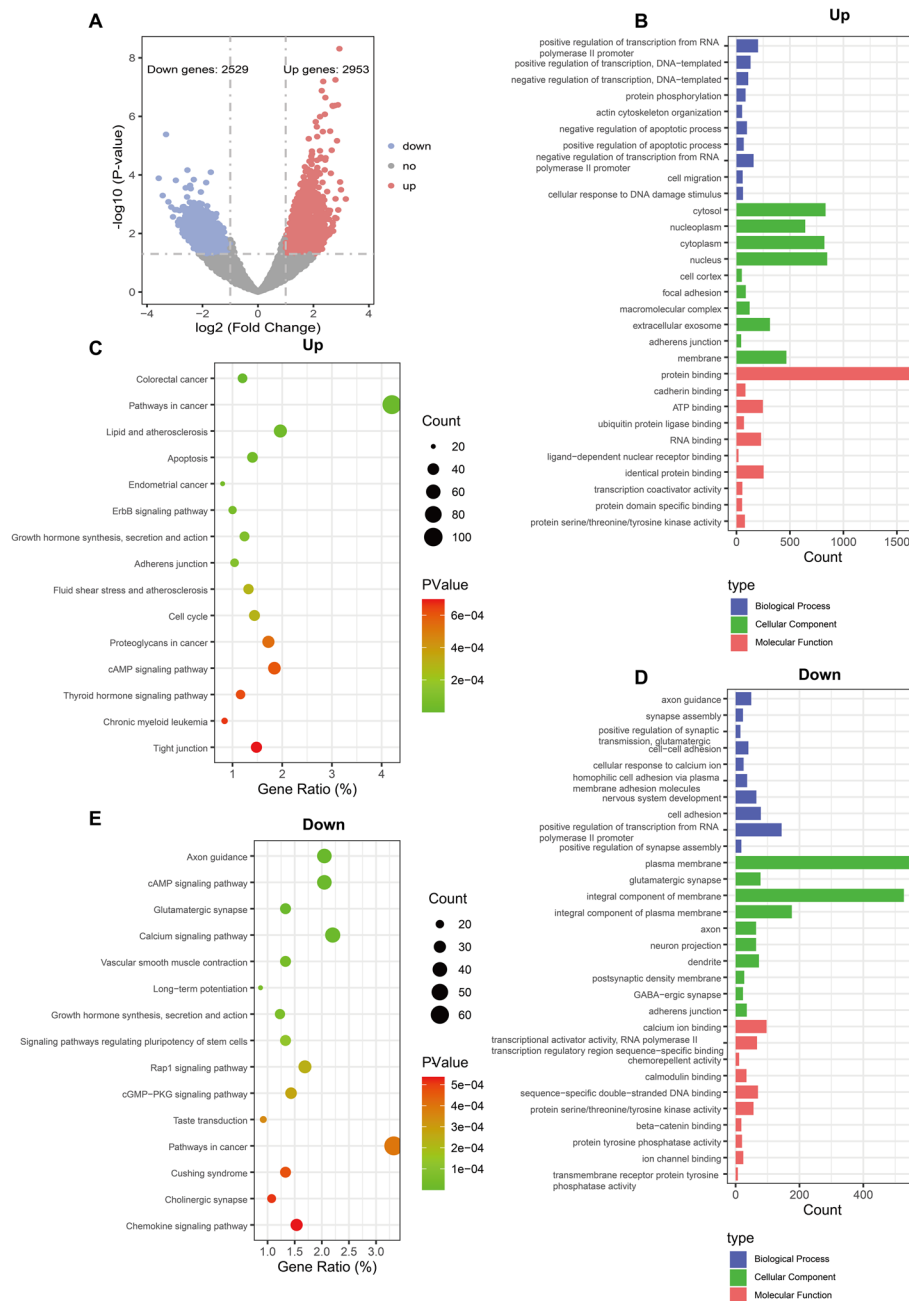 A
8
6
4
2
0
-log10 (P-value)
Down genes: 2529
Up genes: 2953
−4
−2
0
2
4
log2 (Fold Change)
down
no
up
B
Up
positive regulation of transcription from RNA
polymerase II promoter
positive regulation of transcription, DNA−templated
negative regulation of transcription, DNA−templated
protein phosphorylation
actin cytoskeleton organization
negative regulation of apoptotic process
positive regulation of apoptotic process
negative regulation of transcription from RNA
polymerase II promoter
cell migration
cellular response to DNA damage stimulus
cytosol
nucleoplasm
cytoplasm
nucleus
cell cortex
focal adhesion
macromolecular complex
extracellular exosome
adherens junction
membrane
protein binding
cadherin binding
ATP binding
ubiquitin protein ligase binding
RNA binding
ligand−dependent nuclear receptor binding
identical protein binding
transcription coactivator activity
protein domain specific binding
protein serine/threonine/tyrosine kinase activity
0
500
1000
1500
Count
type
Biological Process
Cellular Component
Molecular Function
C
Up
Colorectal cancer
Pathways in cancer
Lipid and atherosclerosis
Apoptosis
Endometrial cancer
ErbB signaling pathway
Growth hormone synthesis, secretion and action
Adherens junction
Fluid shear stress and atherosclerosis
Cell cycle
Proteoglycans in cancer
cAMP signaling pathway
Thyroid hormone signaling pathway
Chronic myeloid leukemia
Tight junction
1
2
3
4
Gene Ratio (%)
Count
20
40
60
80
100
PValue
6e−04
4e−04
2e−04
D
Down
axon guidance
synapse assembly
positive regulation of synaptic
transmission, glutamatergic
cell−cell adhesion
cellular response to calcium ion
homophilic cell adhesion via plasma
membrane adhesion molecules
nervous system development
cell adhesion
positive regulation of transcription from RNA
polymerase II promoter
positive regulation of synapse assembly
plasma membrane
glutamatergic synapse
integral component of membrane
integral component of plasma membrane
axon
neuron projection
dendrite
postsynaptic density membrane
GABA−ergic synapse
adherens junction
calcium ion binding
transcriptional activator activity, RNA polymerase II
transcription regulatory region sequence−specific binding
chemorepellent activity
calmodulin binding
sequence−specific double−stranded DNA binding
protein serine/threonine/tyrosine kinase activity
beta−catenin binding
protein tyrosine phosphatase activity
ion channel binding
transmembrane receptor protein tyrosine
phosphatase activity
0
200
400
Count
type
Biological Process
Cellular Component
Molecular Function
E
Down
Axon guidance
cAMP signaling pathway
Glutamatergic synapse
Calcium signaling pathway
Vascular smooth muscle contraction
Long−term potentiation
Growth hormone synthesis, secretion and action
Signaling pathways regulating pluripotency of stem cells
Rap1 signaling pathway
cGMP−PKG signaling pathway
Taste transduction
Pathways in cancer
Cushing syndrome
Cholinergic synapse
Chemokine signaling pathway
1.0
1.5
2.0
2.5
3.0
Gene Ratio (%)
Count
20
30
40
50
60
PValue
5e−04
4e−04
3e−04
2e−04
1e−04